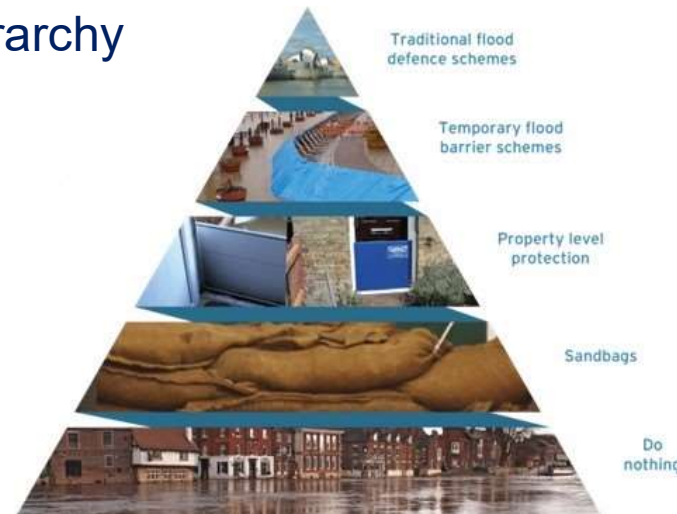 rarchy
Traditional flood
defence schemes
Temporary flood
barrier schemes
Property level
protection
Sandbags
Do
nothing